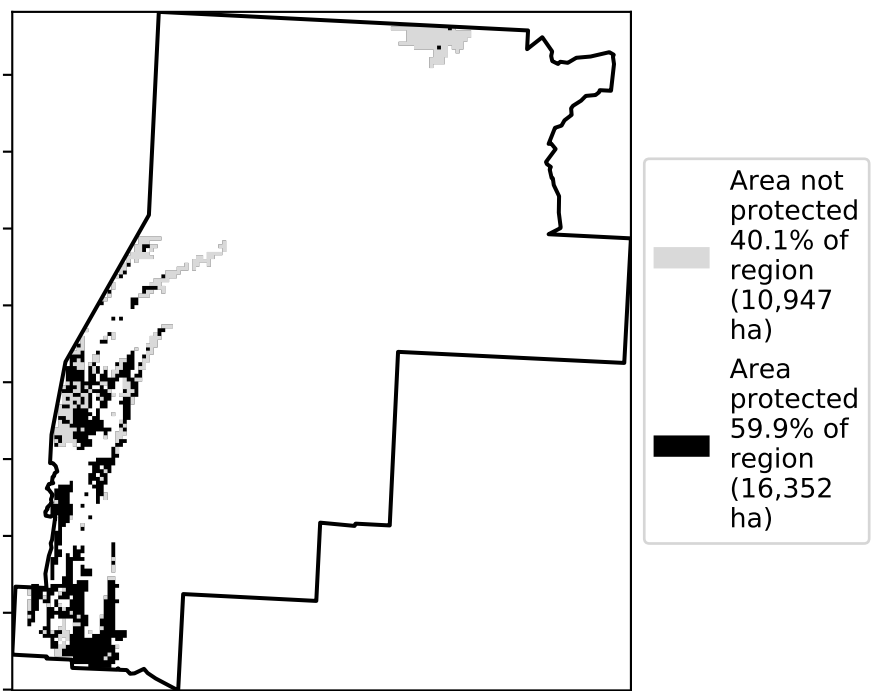 Area not
protected
40.1% of
region
(10,947
ha)
Area
protected
59.9% of
region
(16,352
ha)